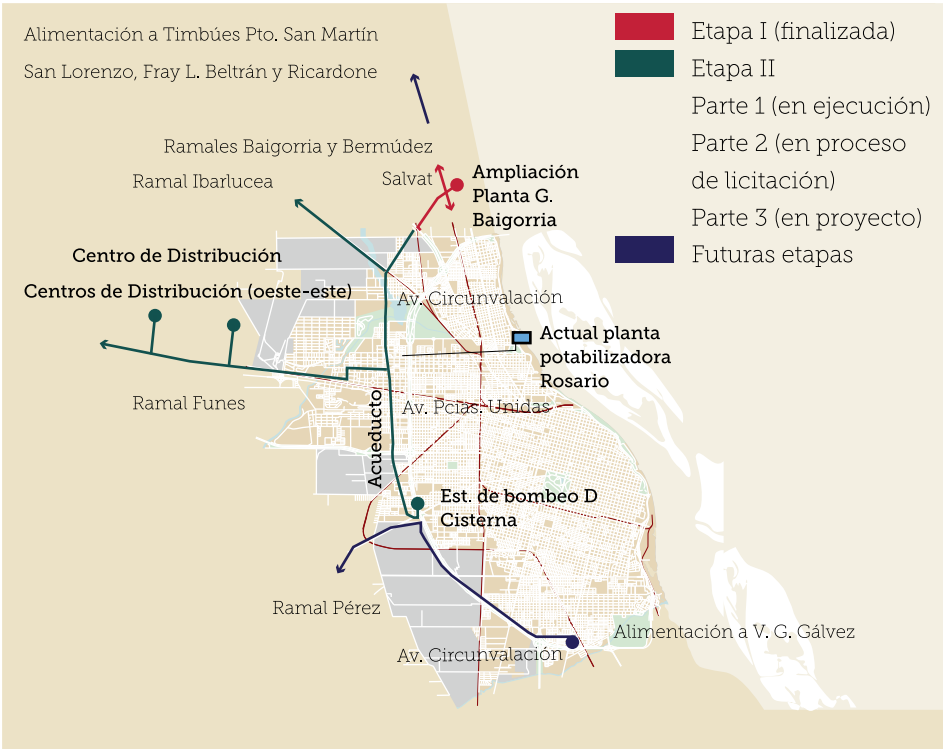 Alimentación a Timbúes Pto. San Martín
San Lorenzo, Fray L. Beltrán y Ricardone
Etapa I (finalizada)
Etapa II
Parte 1 (en ejecución)
Parte 2 (en proceso
de licitación)
Parte 3 (en proyecto)
Futuras etapas
Ramales Baigorria y Bermúdez
Ramal Ibarlucea
Salvat
Ampliación
Planta G.
Baigorria
Centro de Distribución
Centros de Distribución (oeste-este)
Av. Circunvalación
Actual planta
potabilizadora
Rosario
Ramal Funes
Av. Pcias. Unidas
Acueducto
Est. de bombeo D
Cisterna
Ramal Pérez
Alimentación a V. G. Gálvez
Av. Circunvalación